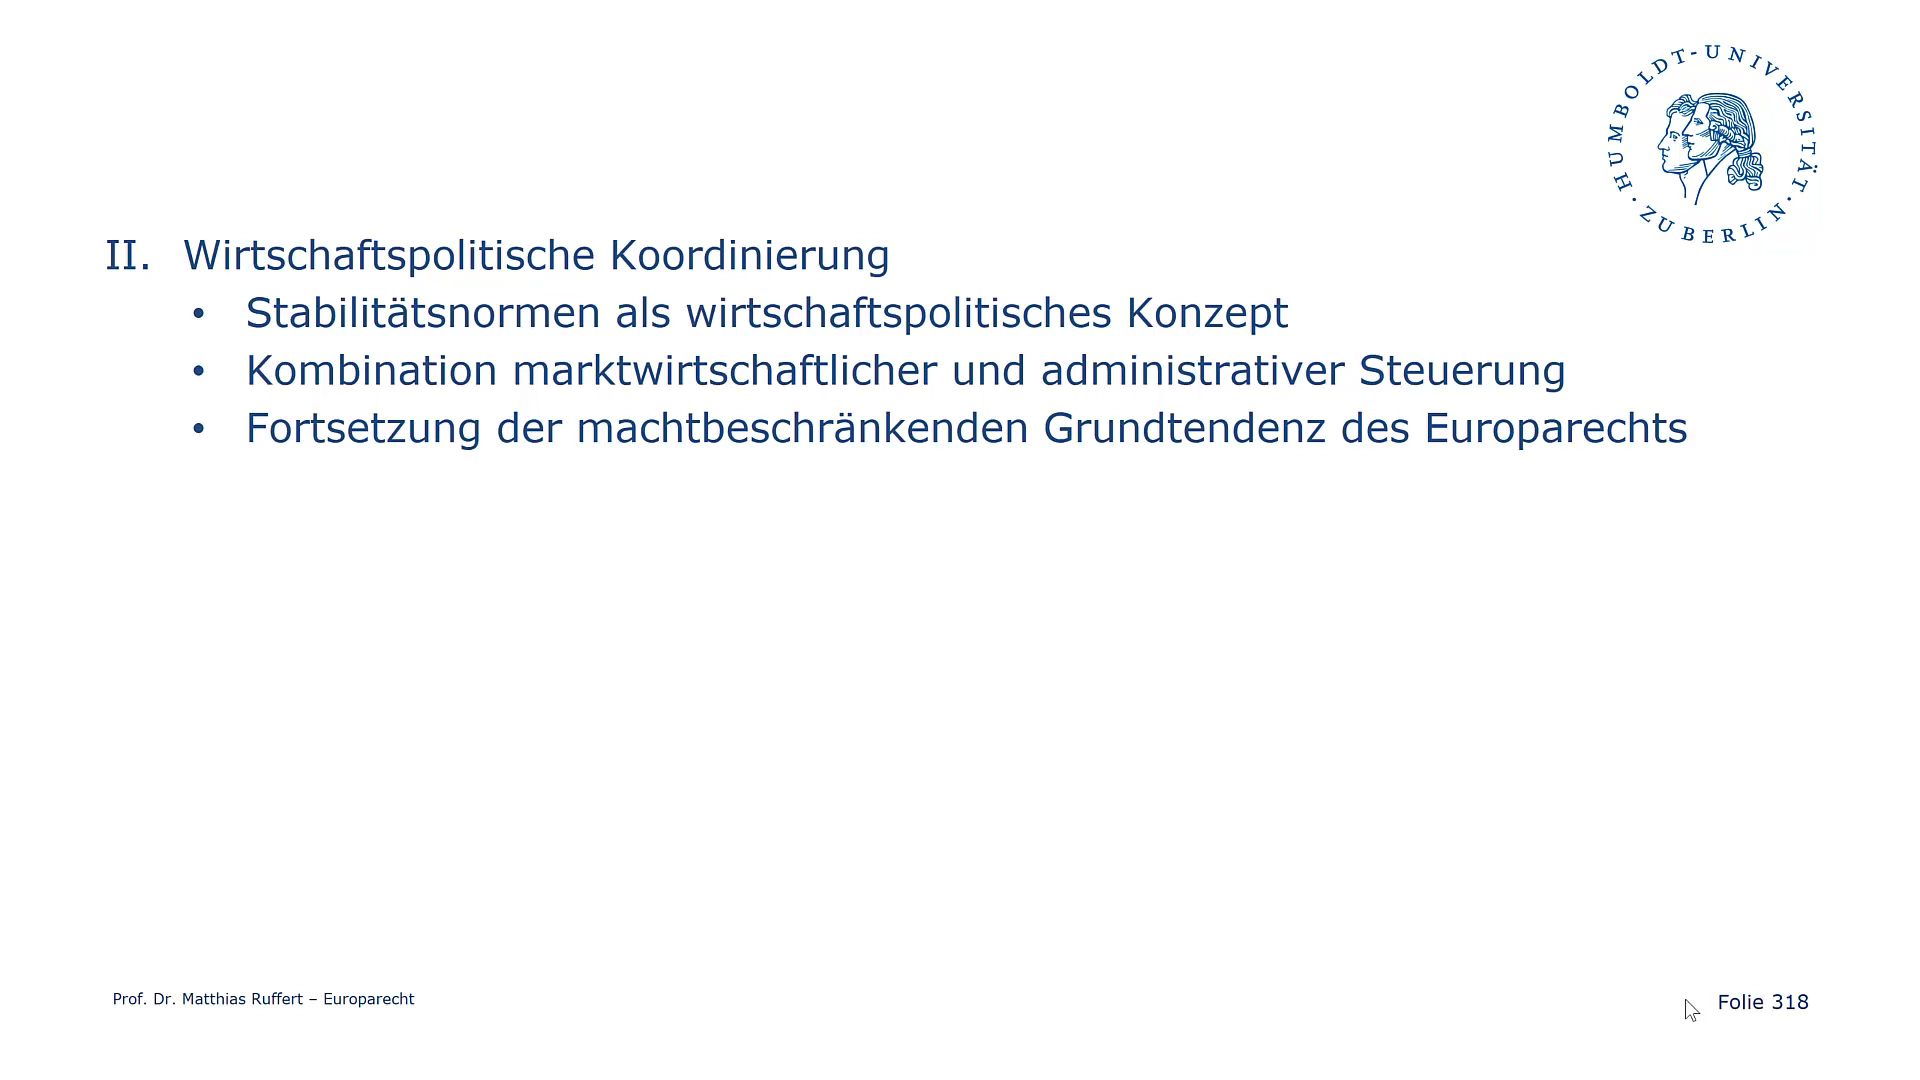 HUMBOLDT-UNIVERSITÄT · ZU BERLIN ·
II. Wirtschaftspolitische Koordinierung
• Stabilitätsnormen als wirtschaftspolitisches Konzept
• Kombination marktwirtschaftlicher und administrativer Steuerung
• Fortsetzung der machtbeschränkenden Grundtendenz des Europarechts
Prof. Dr. Matthias Ruffert – Europarecht
Folie 318